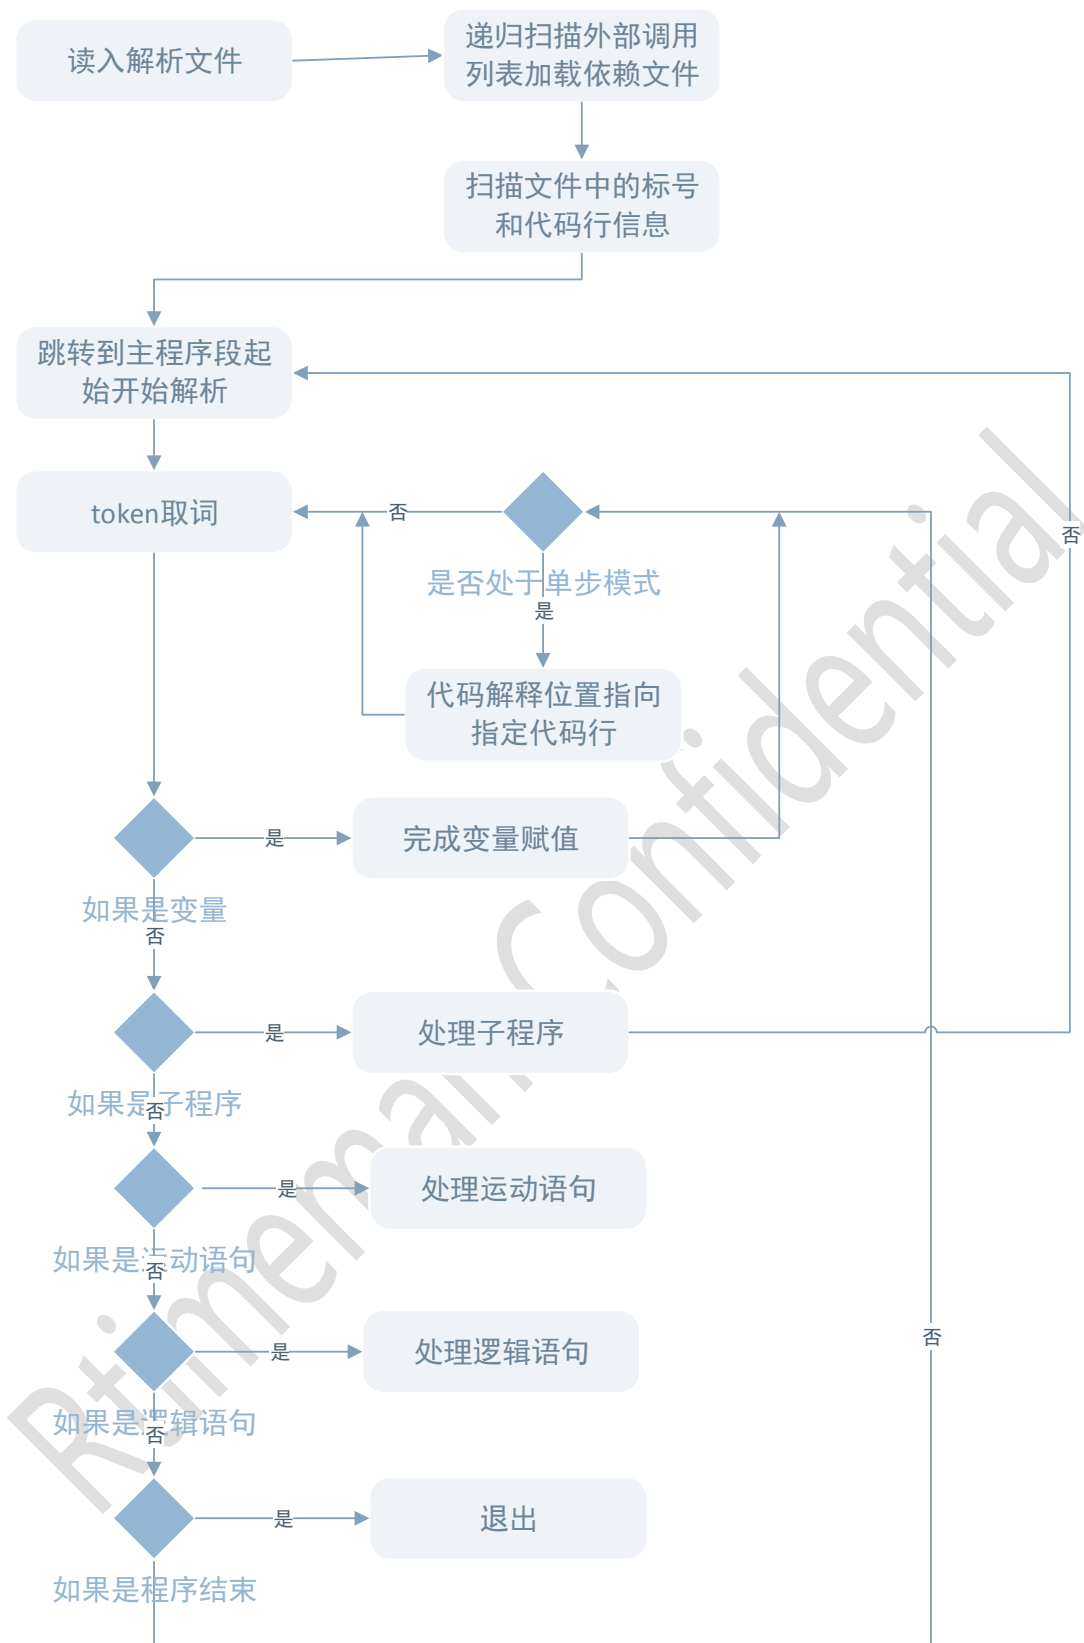 读入解析文件
递归扫描外部调用
列表加载依赖文件
扫描文件中的标号
和代码行信息
跳转到主程序段起
始开始解析
token取词
否
否
是否处于单步模式
是
代码解释位置指向
指定代码行
是
完成变量赋值
如果是变量
否
是
处理子程序
如果是子程序
否
是
处理运动语句
如果是运动语句
否
否
是
处理逻辑语句
如果是逻辑语句
否
是
退出
如果是程序结束
Rtimeman Confidential